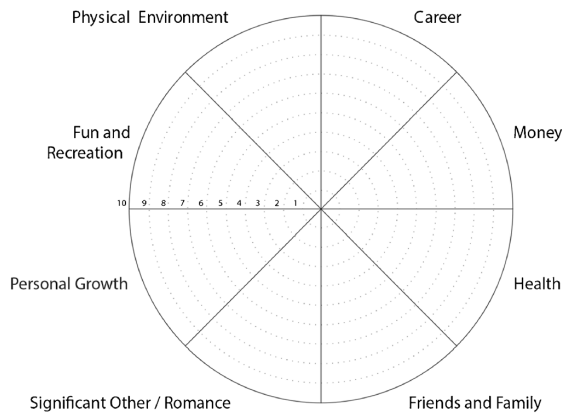 Physical Environment
Career
Fun and
Recreation
Money
10 9 8 7 6 5 4 3 2 1
Personal Growth
Health
Significant Other / Romance
Friends and Family